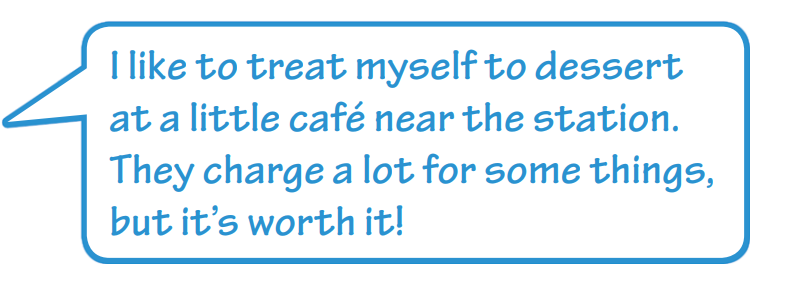 I like to treat myself to dessert
at a little café near the station.
They charge a lot for some things,
but it's worth it!